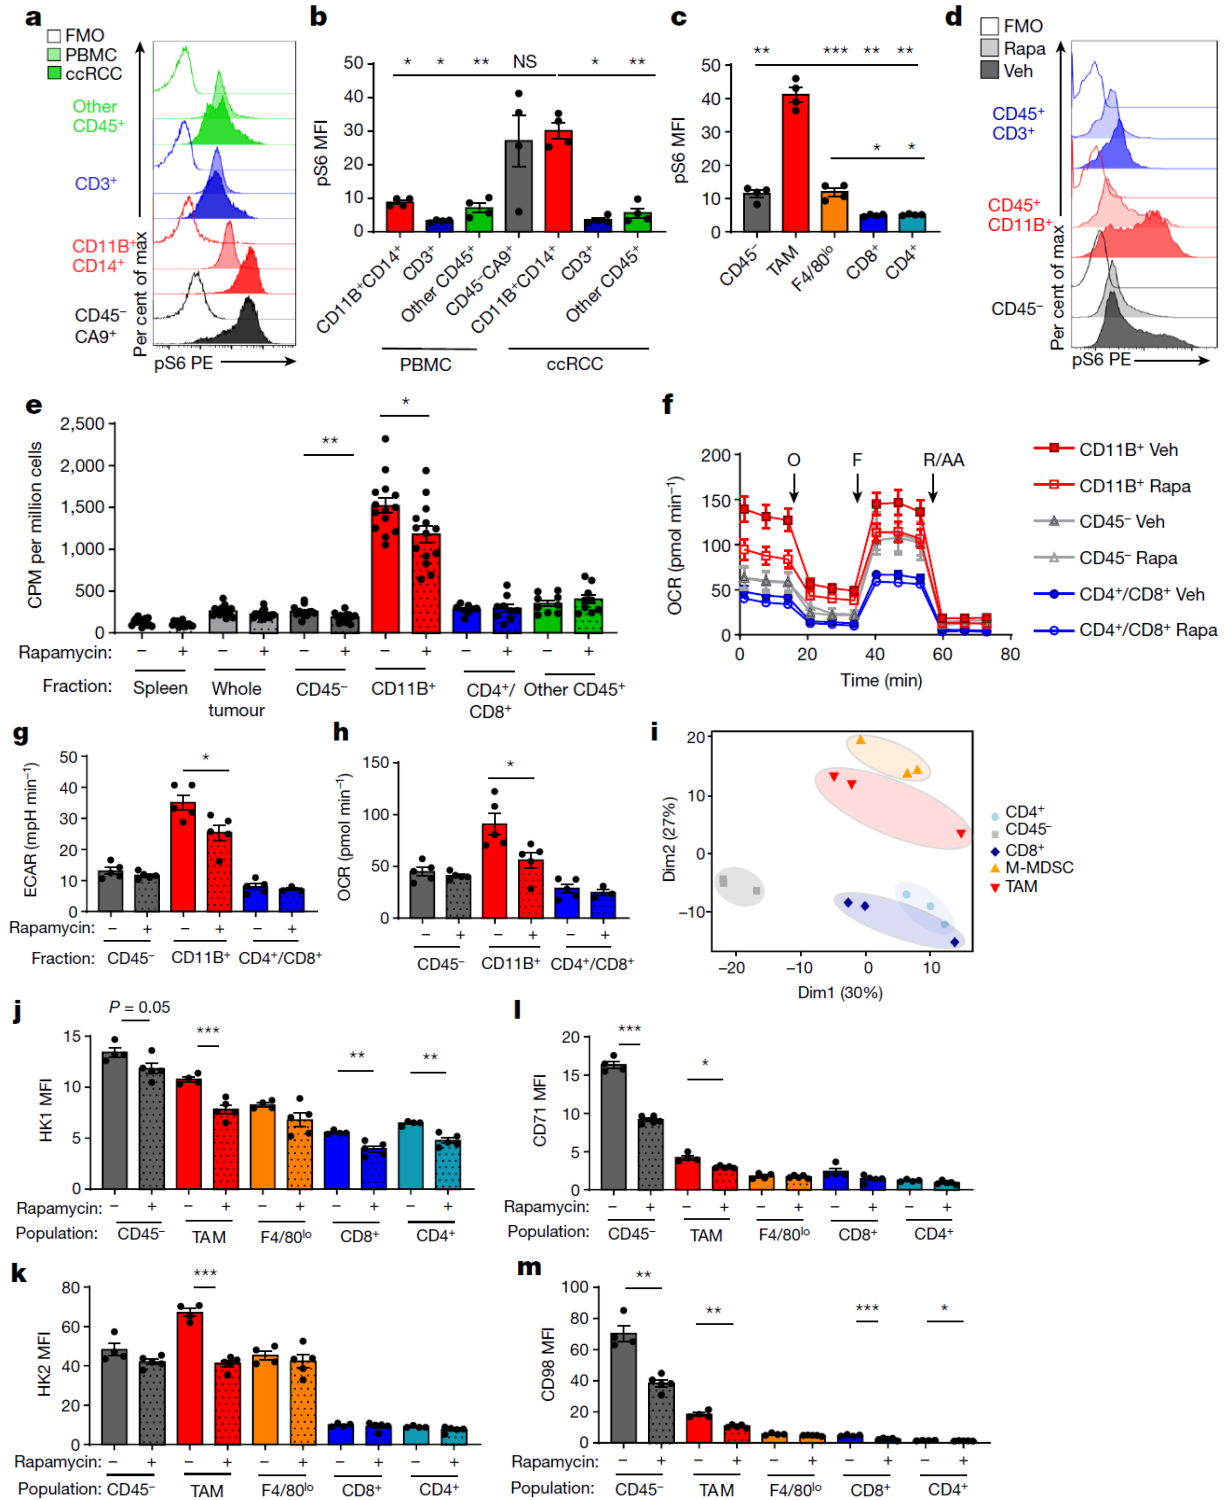 a
FMO
PBMC
ccRCC
Other
CD45+
CD3+
CD11B+
CD14+
CD45−
CA9+
Per cent of max
pS6 PE
b
pS6 MFI
50
40
30
20
10
0
* * ** NS * **
CD11B+CD14+
CD3+
Other CD45+
CD45−CA9+
CD11B+CD14+
CD3+
Other CD45+
PBMC
ccRCC
c
pS6 MFI
50
40
30
20
10
0
** *** ** **
* *
CD45−
TAM
F4/80lo
CD8+
CD4+
d
FMO
Rapa
Veh
CD45+
CD3+
CD45+
CD11B+
CD45−
Per cent of max
pS6 PE
e
CPM per million cells
2,500
2,000
1,500
1,000
500
0
**
*
Rapamycin: − + − + − + − + − + − +
Fraction: Spleen Whole tumour CD45− CD11B+ CD4+/CD8+ Other CD45+
f
OCR (pmol min−1)
200
150
100
50
0
O F R/AA
0 20 40 60 80
Time (min)
CD11B+ Veh
CD11B+ Rapa
CD45− Veh
CD45− Rapa
CD4+/CD8+ Veh
CD4+/CD8+ Rapa
g
ECAR (mpH min−1)
50
40
30
20
10
0
*
Rapamycin: − + − + − +
Fraction: CD45− CD11B+ CD4+/CD8+
h
OCR (pmol min−1)
150
100
50
0
*
− + − + − +
CD45− CD11B+ CD4+/CD8+
i
Dim2 (27%)
20
10
0
−10
−20 −10 0 10
Dim1 (30%)
CD4+
CD45−
CD8+
M-MDSC
TAM
j
HK1 MFI
15
10
5
0
P = 0.05
***
**
**
Rapamycin: − + − + − + − + − +
Population: CD45− TAM F4/80lo CD8+ CD4+
l
CD71 MFI
20
15
10
5
0
***
*
Rapamycin: − + − + − + − + − +
Population: CD45− TAM F4/80lo CD8+ CD4+
k
HK2 MFI
80
60
40
20
0
***
Rapamycin: − + − + − + − + − +
Population: CD45− TAM F4/80lo CD8+ CD4+
m
CD98 MFI
100
80
60
40
20
0
**
**
***
*
Rapamycin: − + − + − + − + − +
Population: CD45− TAM F4/80lo CD8+ CD4+